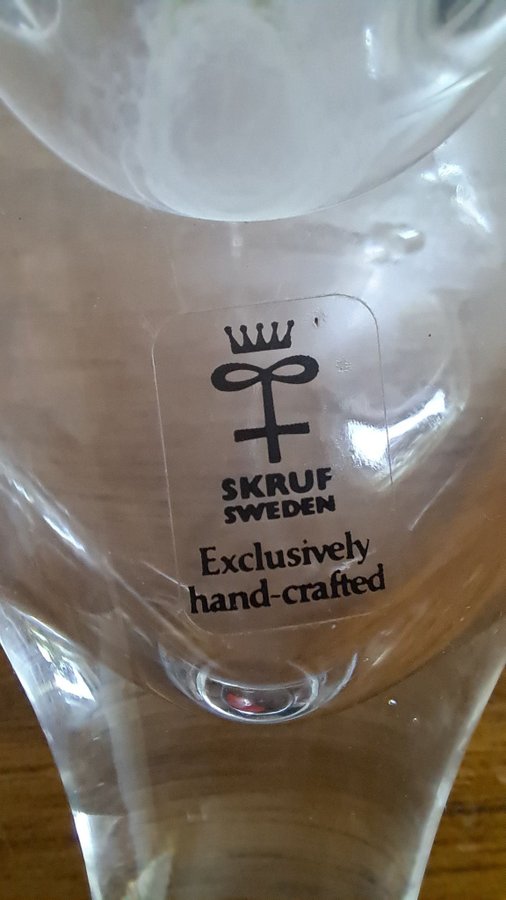 SKRUF
SWEDEN
Exclusively
hand-crafted